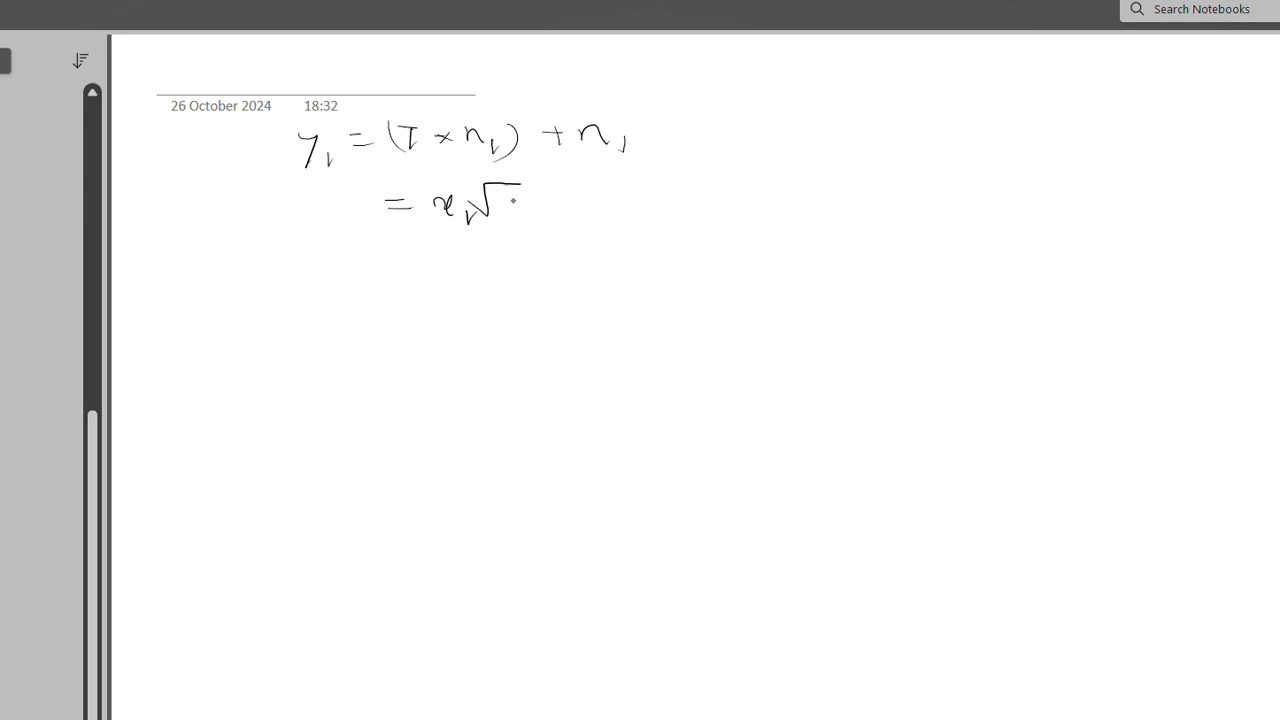 Search Notebooks
26 October 2024 18:32
y₁ = (T × n₁) + n₁
= x₁√